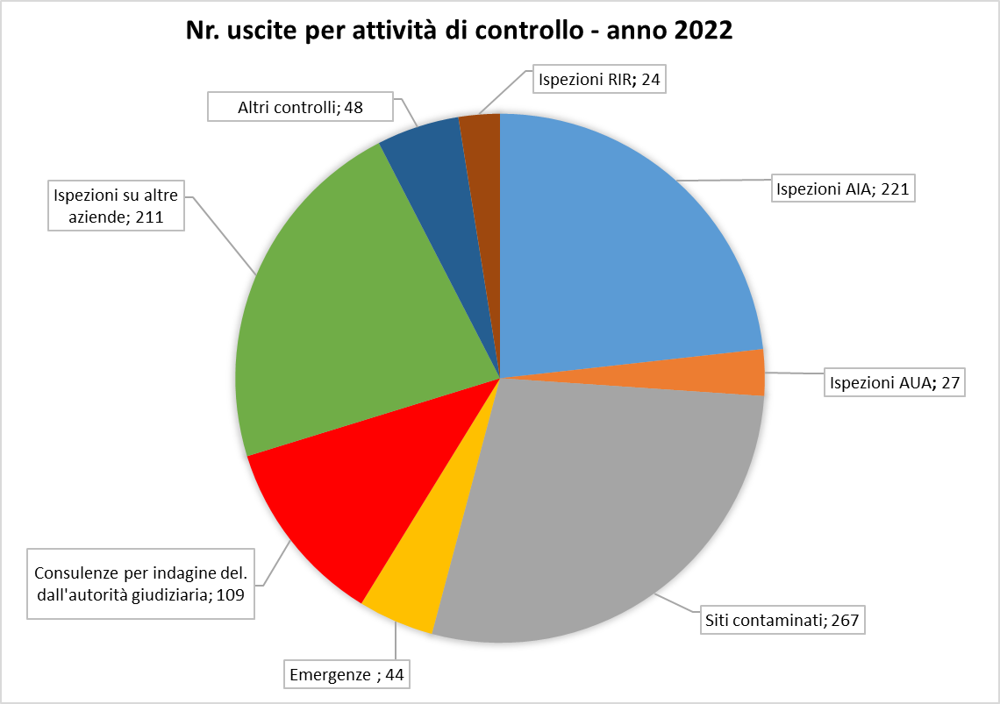 Nr. uscite per attività di controllo - anno 2022
Ispezioni RIR; 24
Altri controlli; 48
Ispezioni AIA; 221
Ispezioni su altre
aziende; 211
Ispezioni AUA; 27
Consulenze per indagine del.
dall'autorità giudiziaria; 109
Siti contaminati; 267
Emergenze ; 44